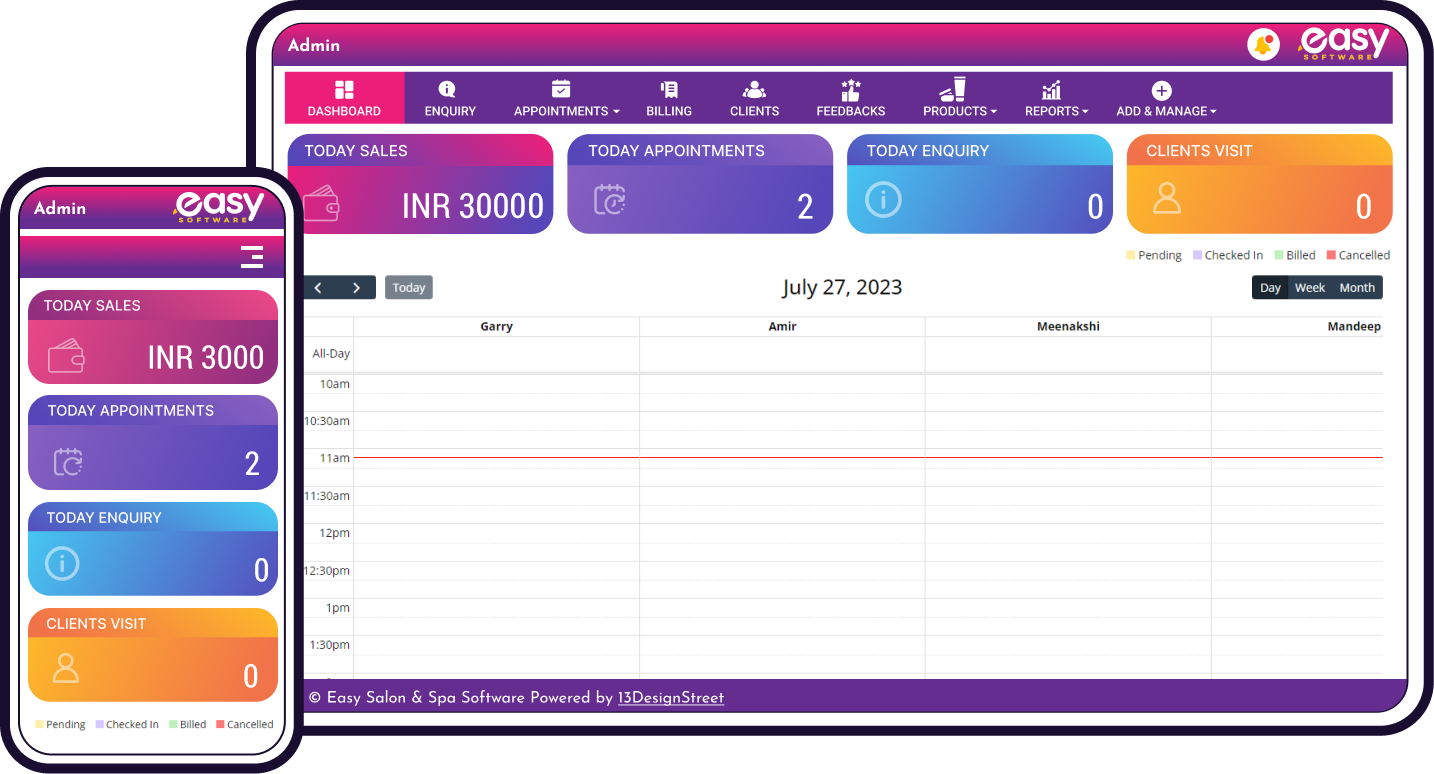 Admin
easy
SOFTWARE
DASHBOARD ENQUIRY APPOINTMENTS BILLING CLIENTS FEEDBACKS PRODUCTS REPORTS ADD & MANAGE
TODAY SALES
INR 30000
TODAY APPOINTMENTS
2
TODAY ENQUIRY
0
CLIENTS VISIT
0
Pending Checked In Billed Cancelled
Today
July 27, 2023
Day Week Month
Garry Amir Meenakshi Mandeep
All-Day
10am
10:30am
11am
11:30am
12pm
12:30pm
1pm
1:30pm
© Easy Salon & Spa Software Powered by 13DesignStreet
Admin
easy
SOFTWARE
TODAY SALES
INR 3000
TODAY APPOINTMENTS
2
TODAY ENQUIRY
0
CLIENTS VISIT
0
Pending Checked In Billed Cancelled